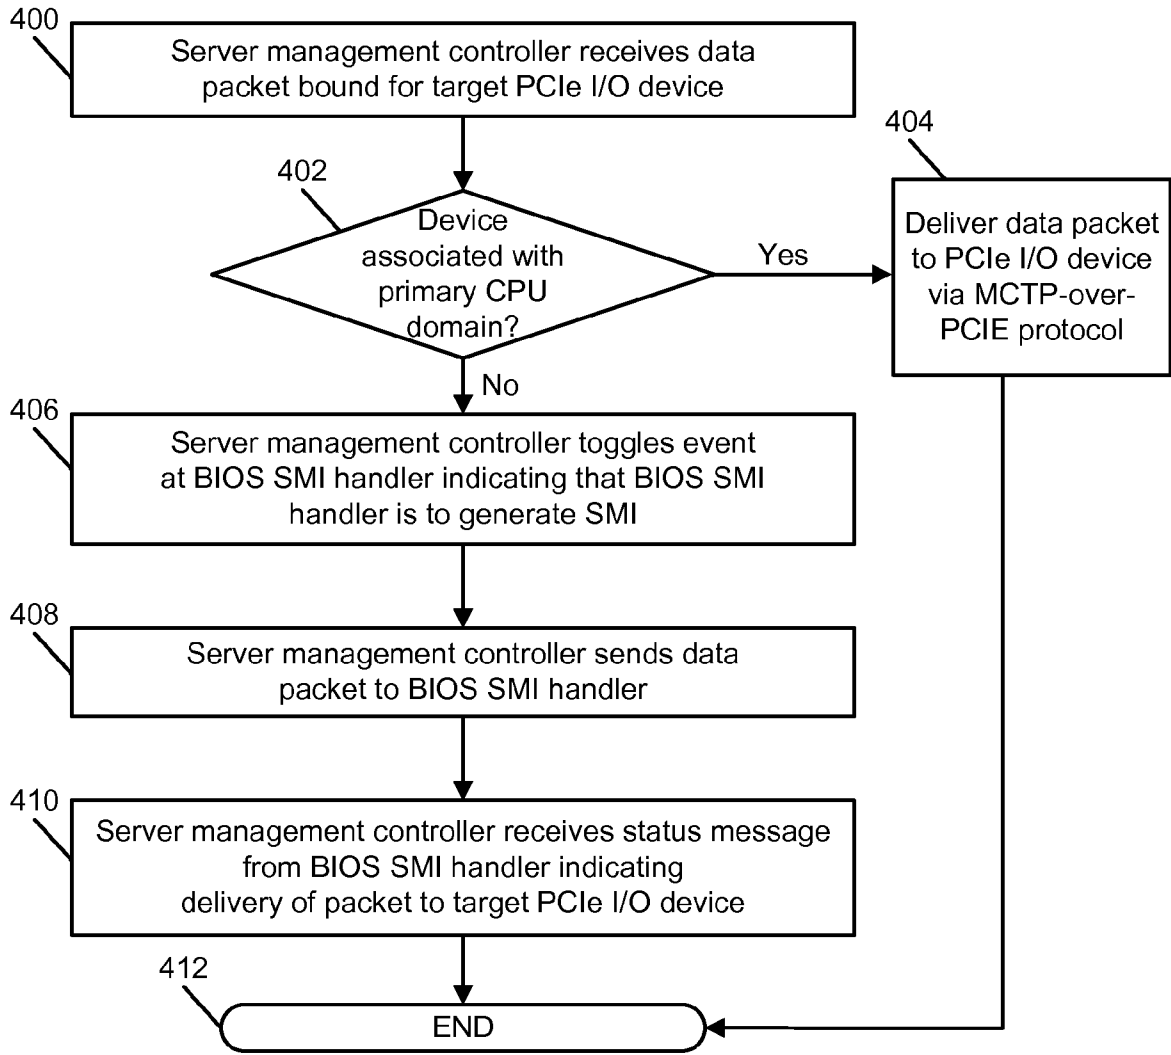 400
Server management controller receives data
packet bound for target PCIe I/O device
402
Device
associated with
primary CPU
domain?
Yes
404
Deliver data packet
to PCIe I/O device
via MCTP-over-
PCIE protocol
No
406
Server management controller toggles event
at BIOS SMI handler indicating that BIOS SMI
handler is to generate SMI
408
Server management controller sends data
packet to BIOS SMI handler
410
Server management controller receives status message
from BIOS SMI handler indicating
delivery of packet to target PCIe I/O device
412
END